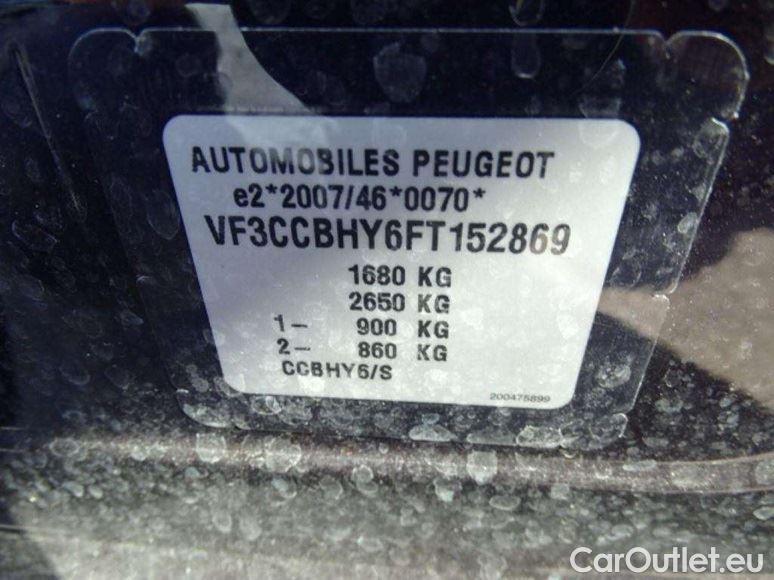 AUTOMOBILES PEUGEOT
e2*2007/46*0070*
VF3CCBHY6FT152869
1680 KG
2650 KG
1- 900 KG
2- 860 KG
CCBHY6/S
200475899
CarOutlet.eu